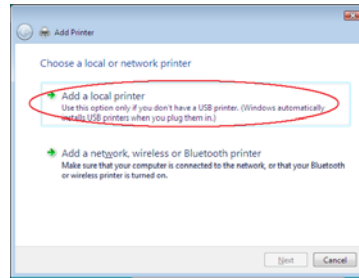 Add Printer
Choose a local or network printer
Add a local printer
Use this option only if you don't have a USB printer. (Windows automatically
installs USB printers when you plug them in.)
Add a network, wireless or Bluetooth printer
Make sure that your computer is connected to the network, or that your Bluetooth
or wireless printer is turned on.
Next
Cancel